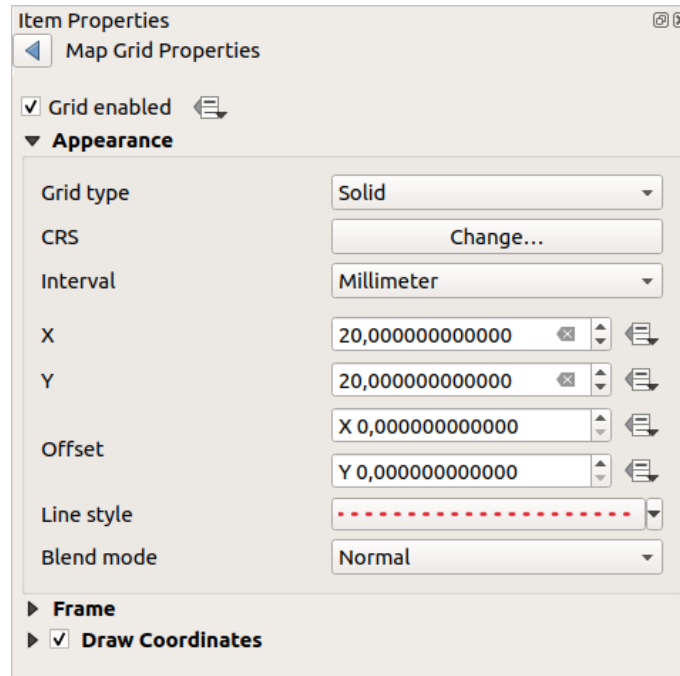 Item Properties
Map Grid Properties
Grid enabled
Appearance
Grid type Solid
CRS Change...
Interval Millimeter
X 20,000000000000
Y 20,000000000000
Offset X 0,000000000000
Y 0,000000000000
Line style
Blend mode Normal
Frame
Draw Coordinates